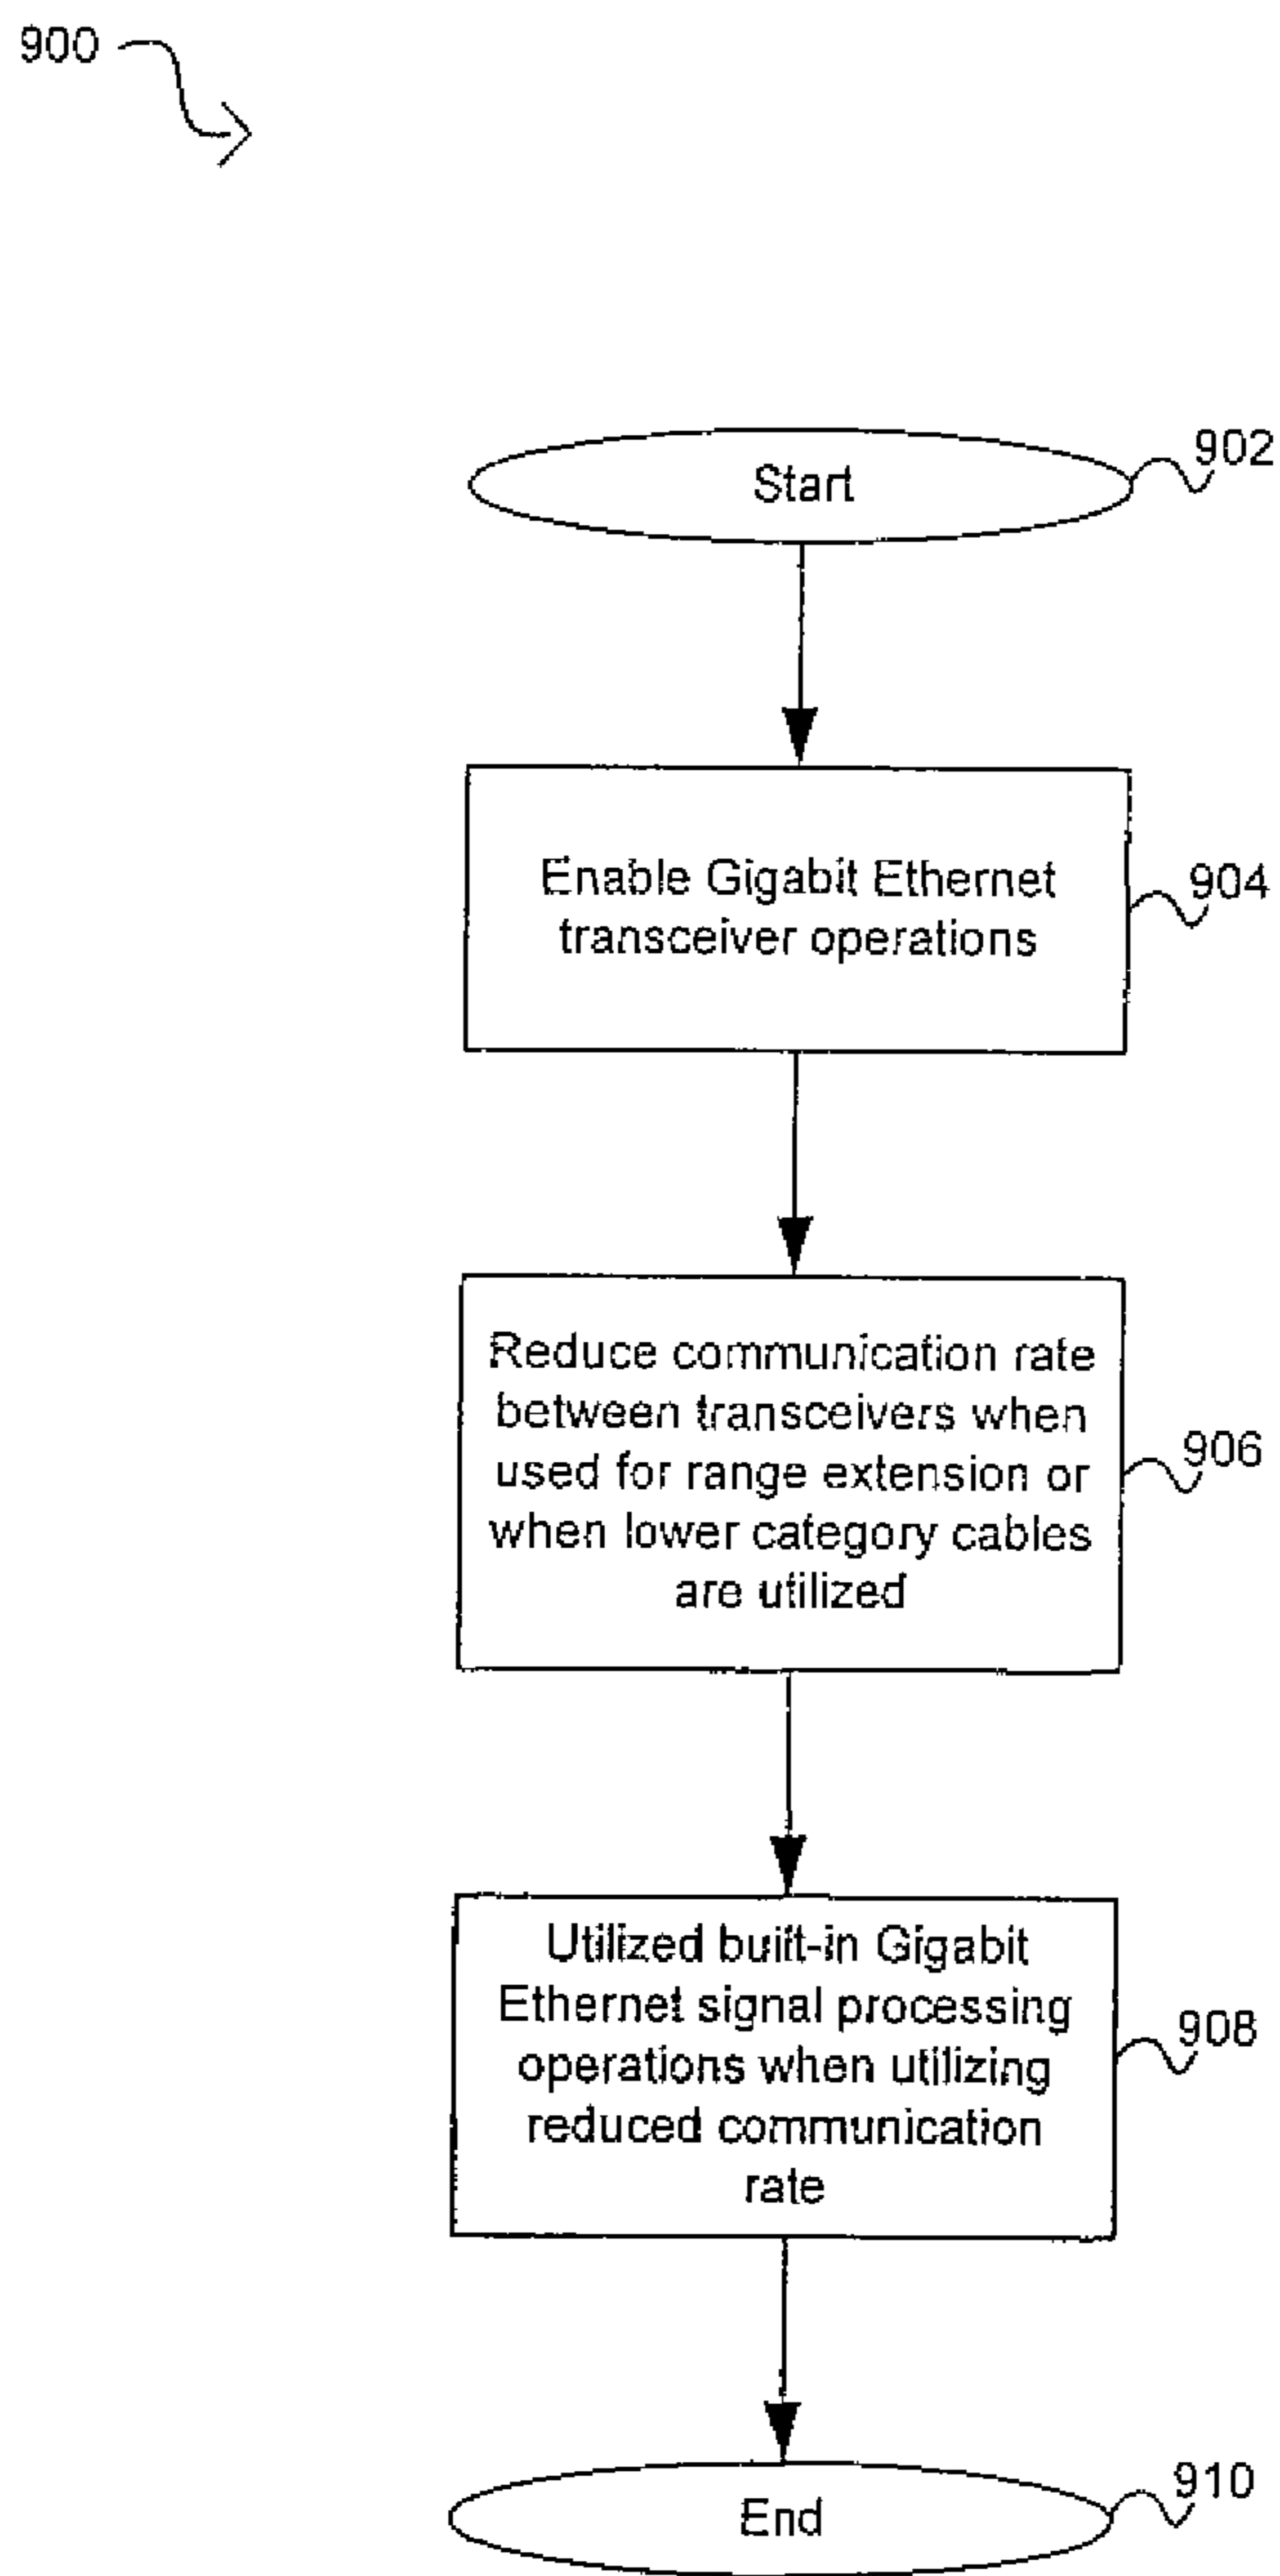 900
Start
902
Enable Gigabit Ethernet
transceiver operations
904
Reduce communication rate
between transceivers when
used for range extension or
when lower category cables
are utilized
906
Utilized built-in Gigabit
Ethernet signal processing
operations when utilizing
reduced communication
rate
908
End
910